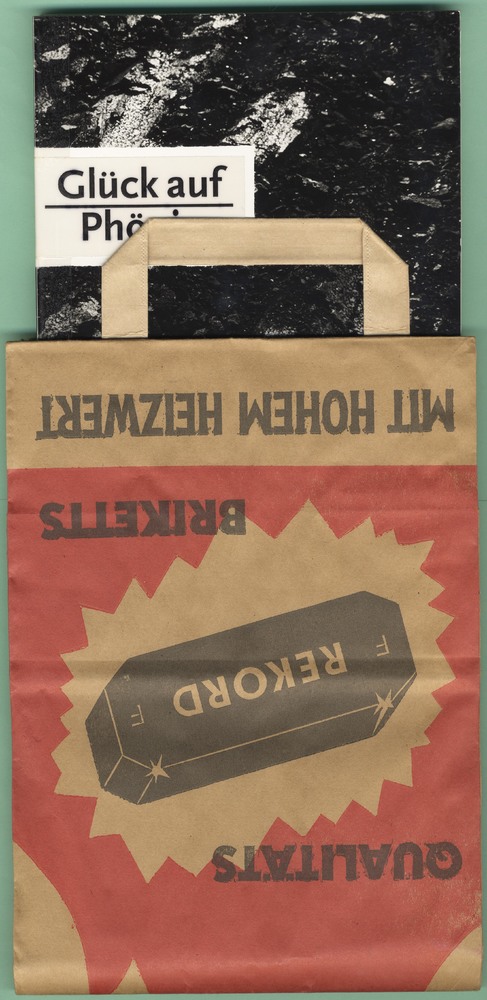 Glück auf
MIT HOHEM HEIZWERT
BRIKETTS
F REKORD F
QUALITÄTS